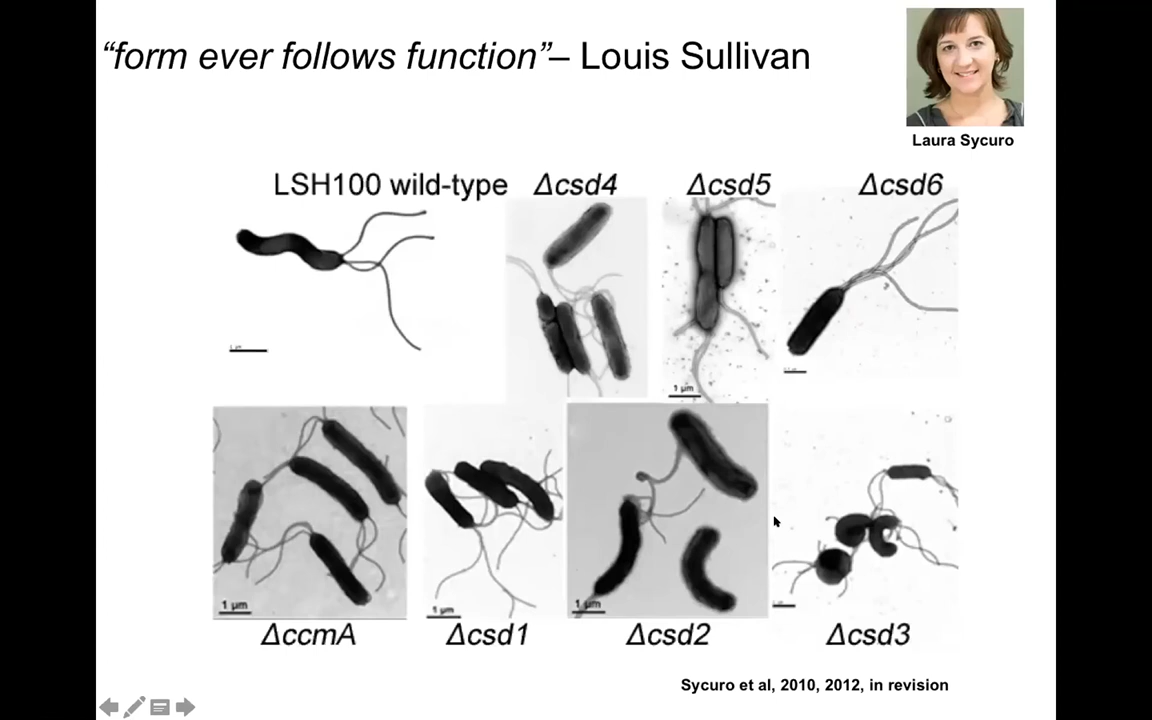 “form ever follows function”– Louis Sullivan
Laura Sycuro
LSH100 wild-type
Δcsd4
Δcsd5
Δcsd6
1 μm
1 μm
1 μm
1 μm
ΔccmA
Δcsd1
Δcsd2
Δcsd3
Sycuro et al, 2010, 2012, in revision